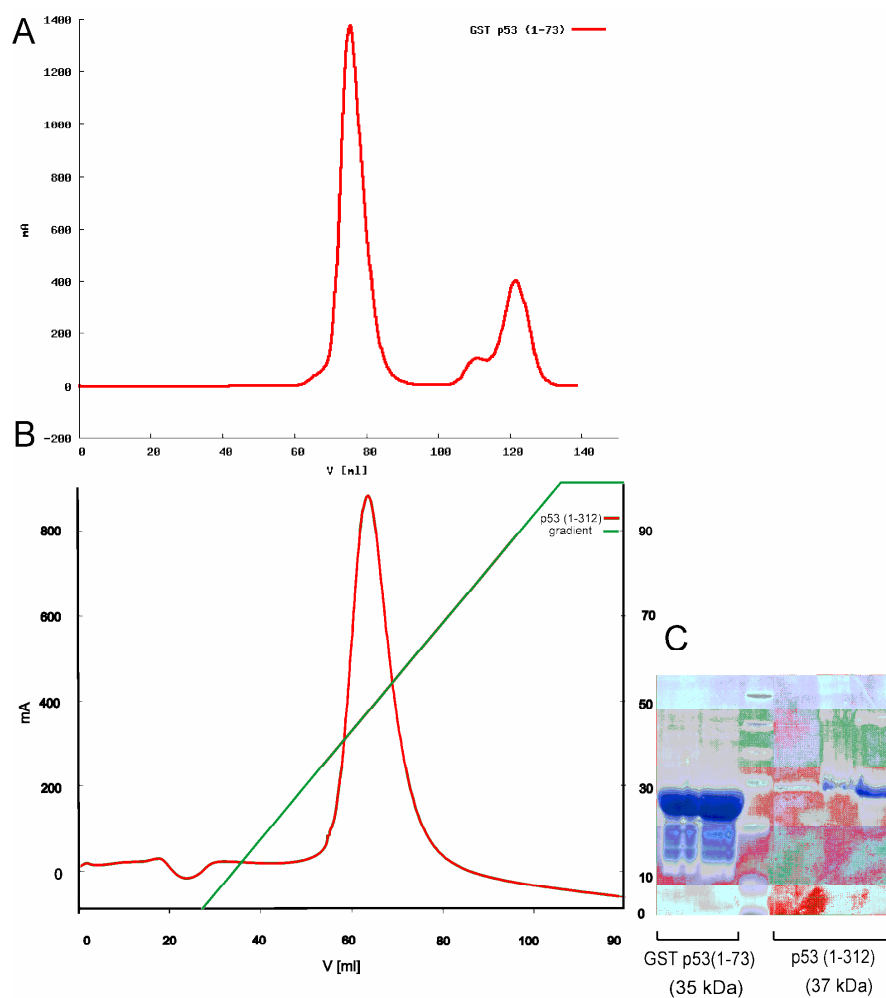 A
GST p53 (1-73)
1400
1200
1000
800
600
400
200
0
-200
mA
0 20 40 60 80 100 120 140
V [ml]
B
p53 (1-312)
gradient
800
600
400
200
0
mA
90
70
50
30
10
0
0 20 40 60 80 100 90
V [ml]
C
GST p53(1-73)
(35 kDa)
p53 (1-312)
(37 kDa)